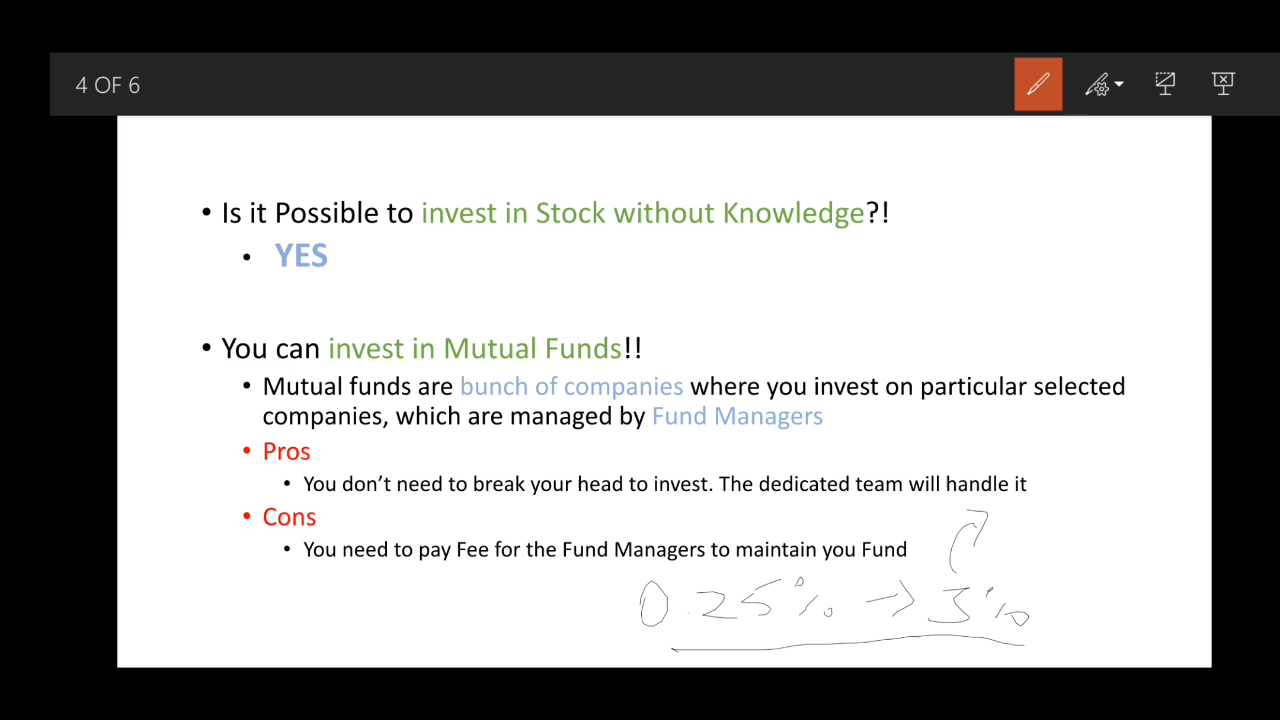 4 OF 6
• Is it Possible to invest in Stock without Knowledge?!
• YES
• You can invest in Mutual Funds!!
• Mutual funds are bunch of companies where you invest on particular selected
companies, which are managed by Fund Managers
• Pros
• You don’t need to break your head to invest. The dedicated team will handle it
• Cons
• You need to pay Fee for the Fund Managers to maintain you Fund
0.25% → 3%